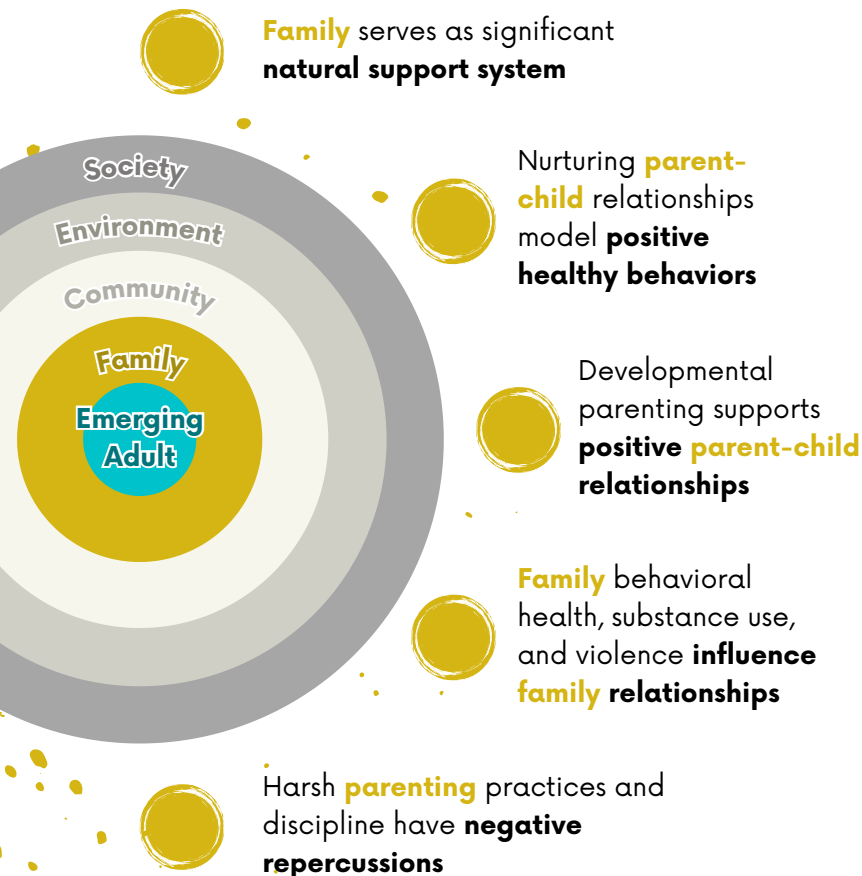 Family serves as significant
natural support system
Society
Environment
Community
Family
Emerging
Adult
Nurturing parent-
child relationships
model positive
healthy behaviors
Developmental
parenting supports
positive parent-child
relationships
Family behavioral
health, substance use,
and violence influence
family relationships
Harsh parenting practices and
discipline have negative
repercussions